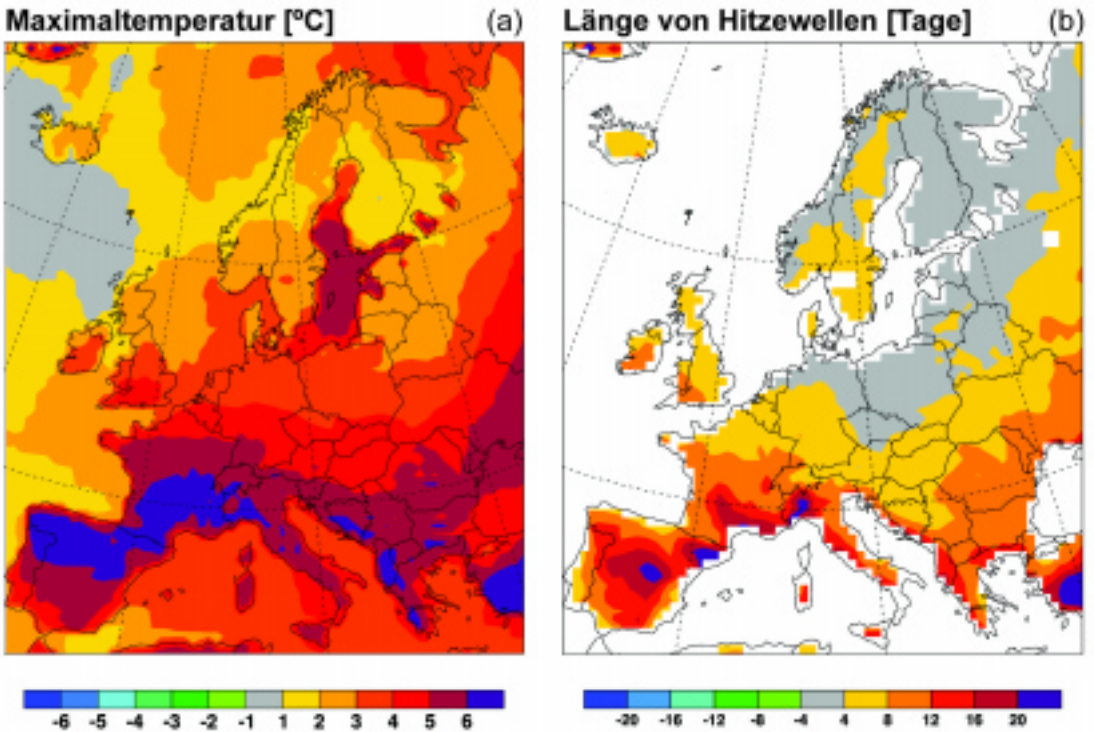 Maximaltemperatur [ºC] (a)
Länge von Hitzewellen [Tage] (b)
-6 -5 -4 -3 -2 -1 1 2 3 4 5 6
-20 -16 -12 -8 -4 4 8 12 16 20